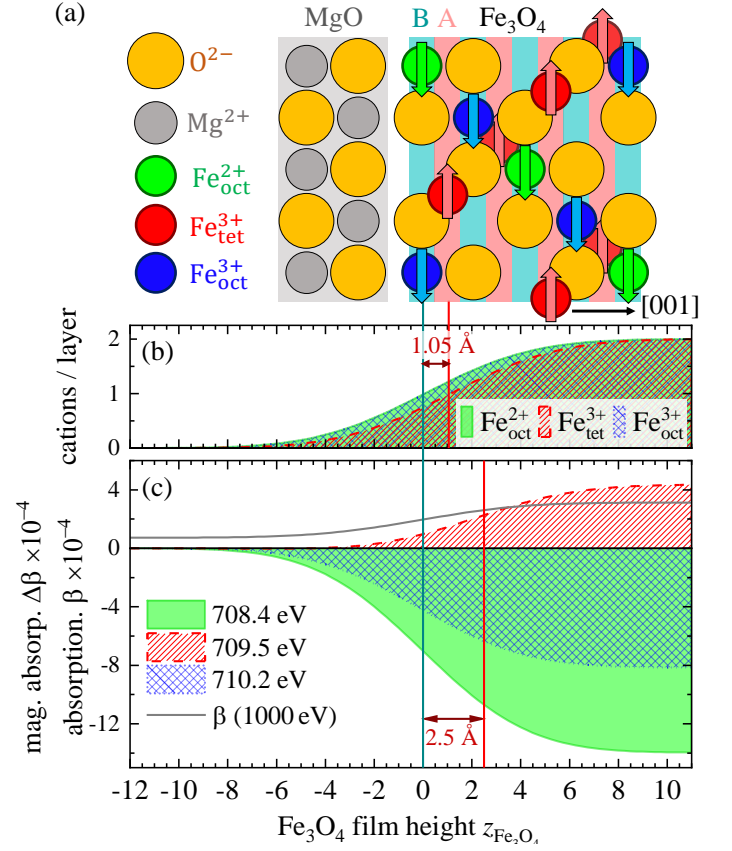 (a)
MgO
B A Fe₃O₄
O²⁻
Mg²⁺
Fe²⁺oct
Fe³⁺tet
Fe³⁺oct
[001]
(b)
1.05 Å
cations / layer
2
1
0
Fe²⁺oct Fe³⁺tet Fe³⁺oct
(c)
mag. absorp. Δβ ×10⁻⁴
absorption. β ×10⁻⁴
4
0
-4
-8
-12
708.4 eV
709.5 eV
710.2 eV
β (1000 eV)
2.5 Å
-12 -10 -8 -6 -4 -2 0 2 4 6 8 10
Fe₃O₄ film height z_Fe₃O₄